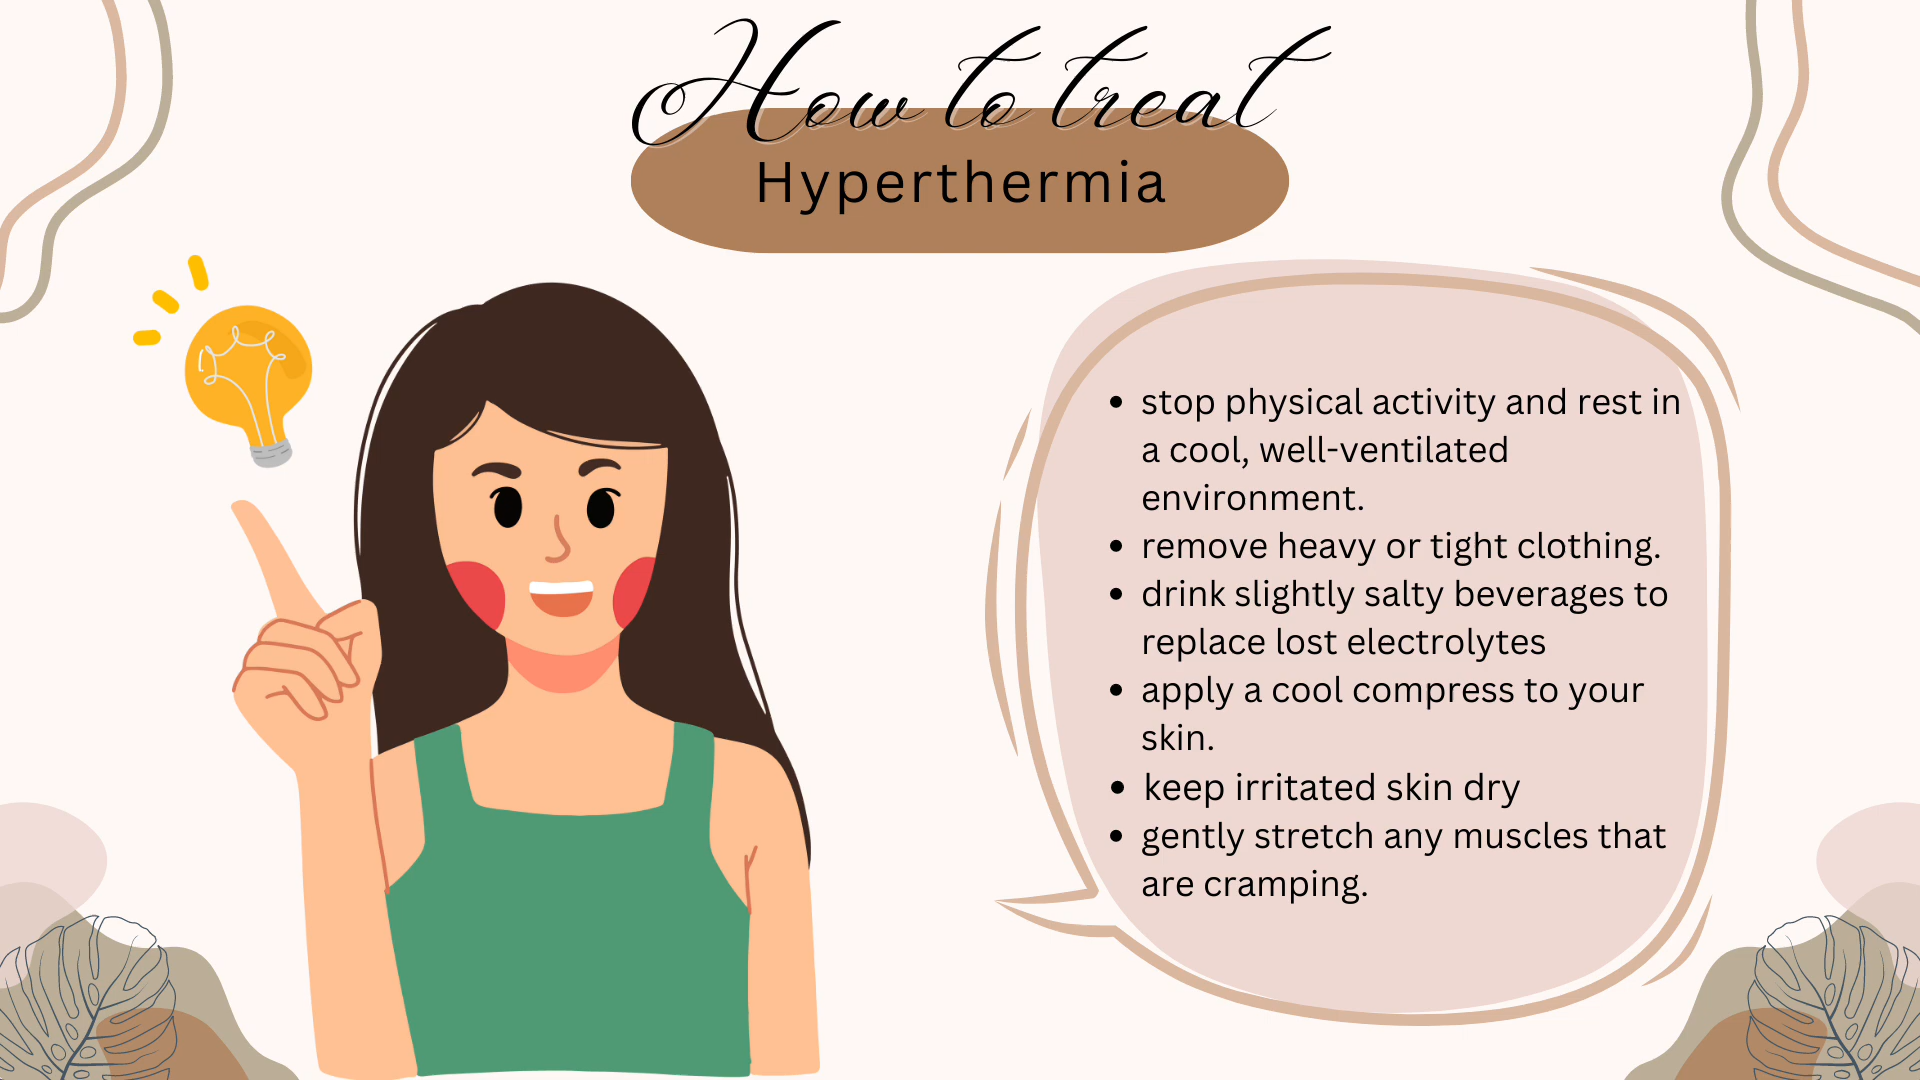 How to treat
Hyperthermia
• stop physical activity and rest in
a cool, well-ventilated
environment.
• remove heavy or tight clothing.
• drink slightly salty beverages to
replace lost electrolytes
• apply a cool compress to your
skin.
• keep irritated skin dry
• gently stretch any muscles that
are cramping.